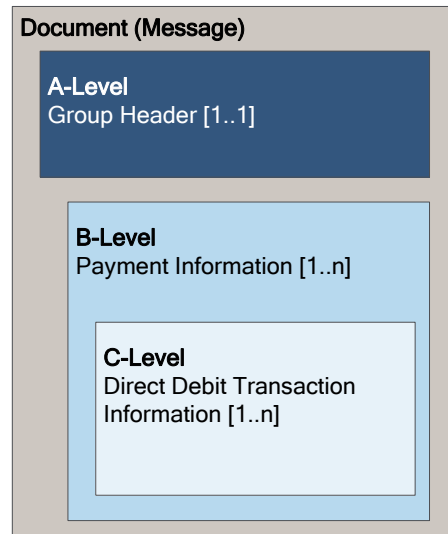 Document (Message)
A-Level
Group Header [1..1]
B-Level
Payment Information [1..n]
C-Level
Direct Debit Transaction
Information [1..n]